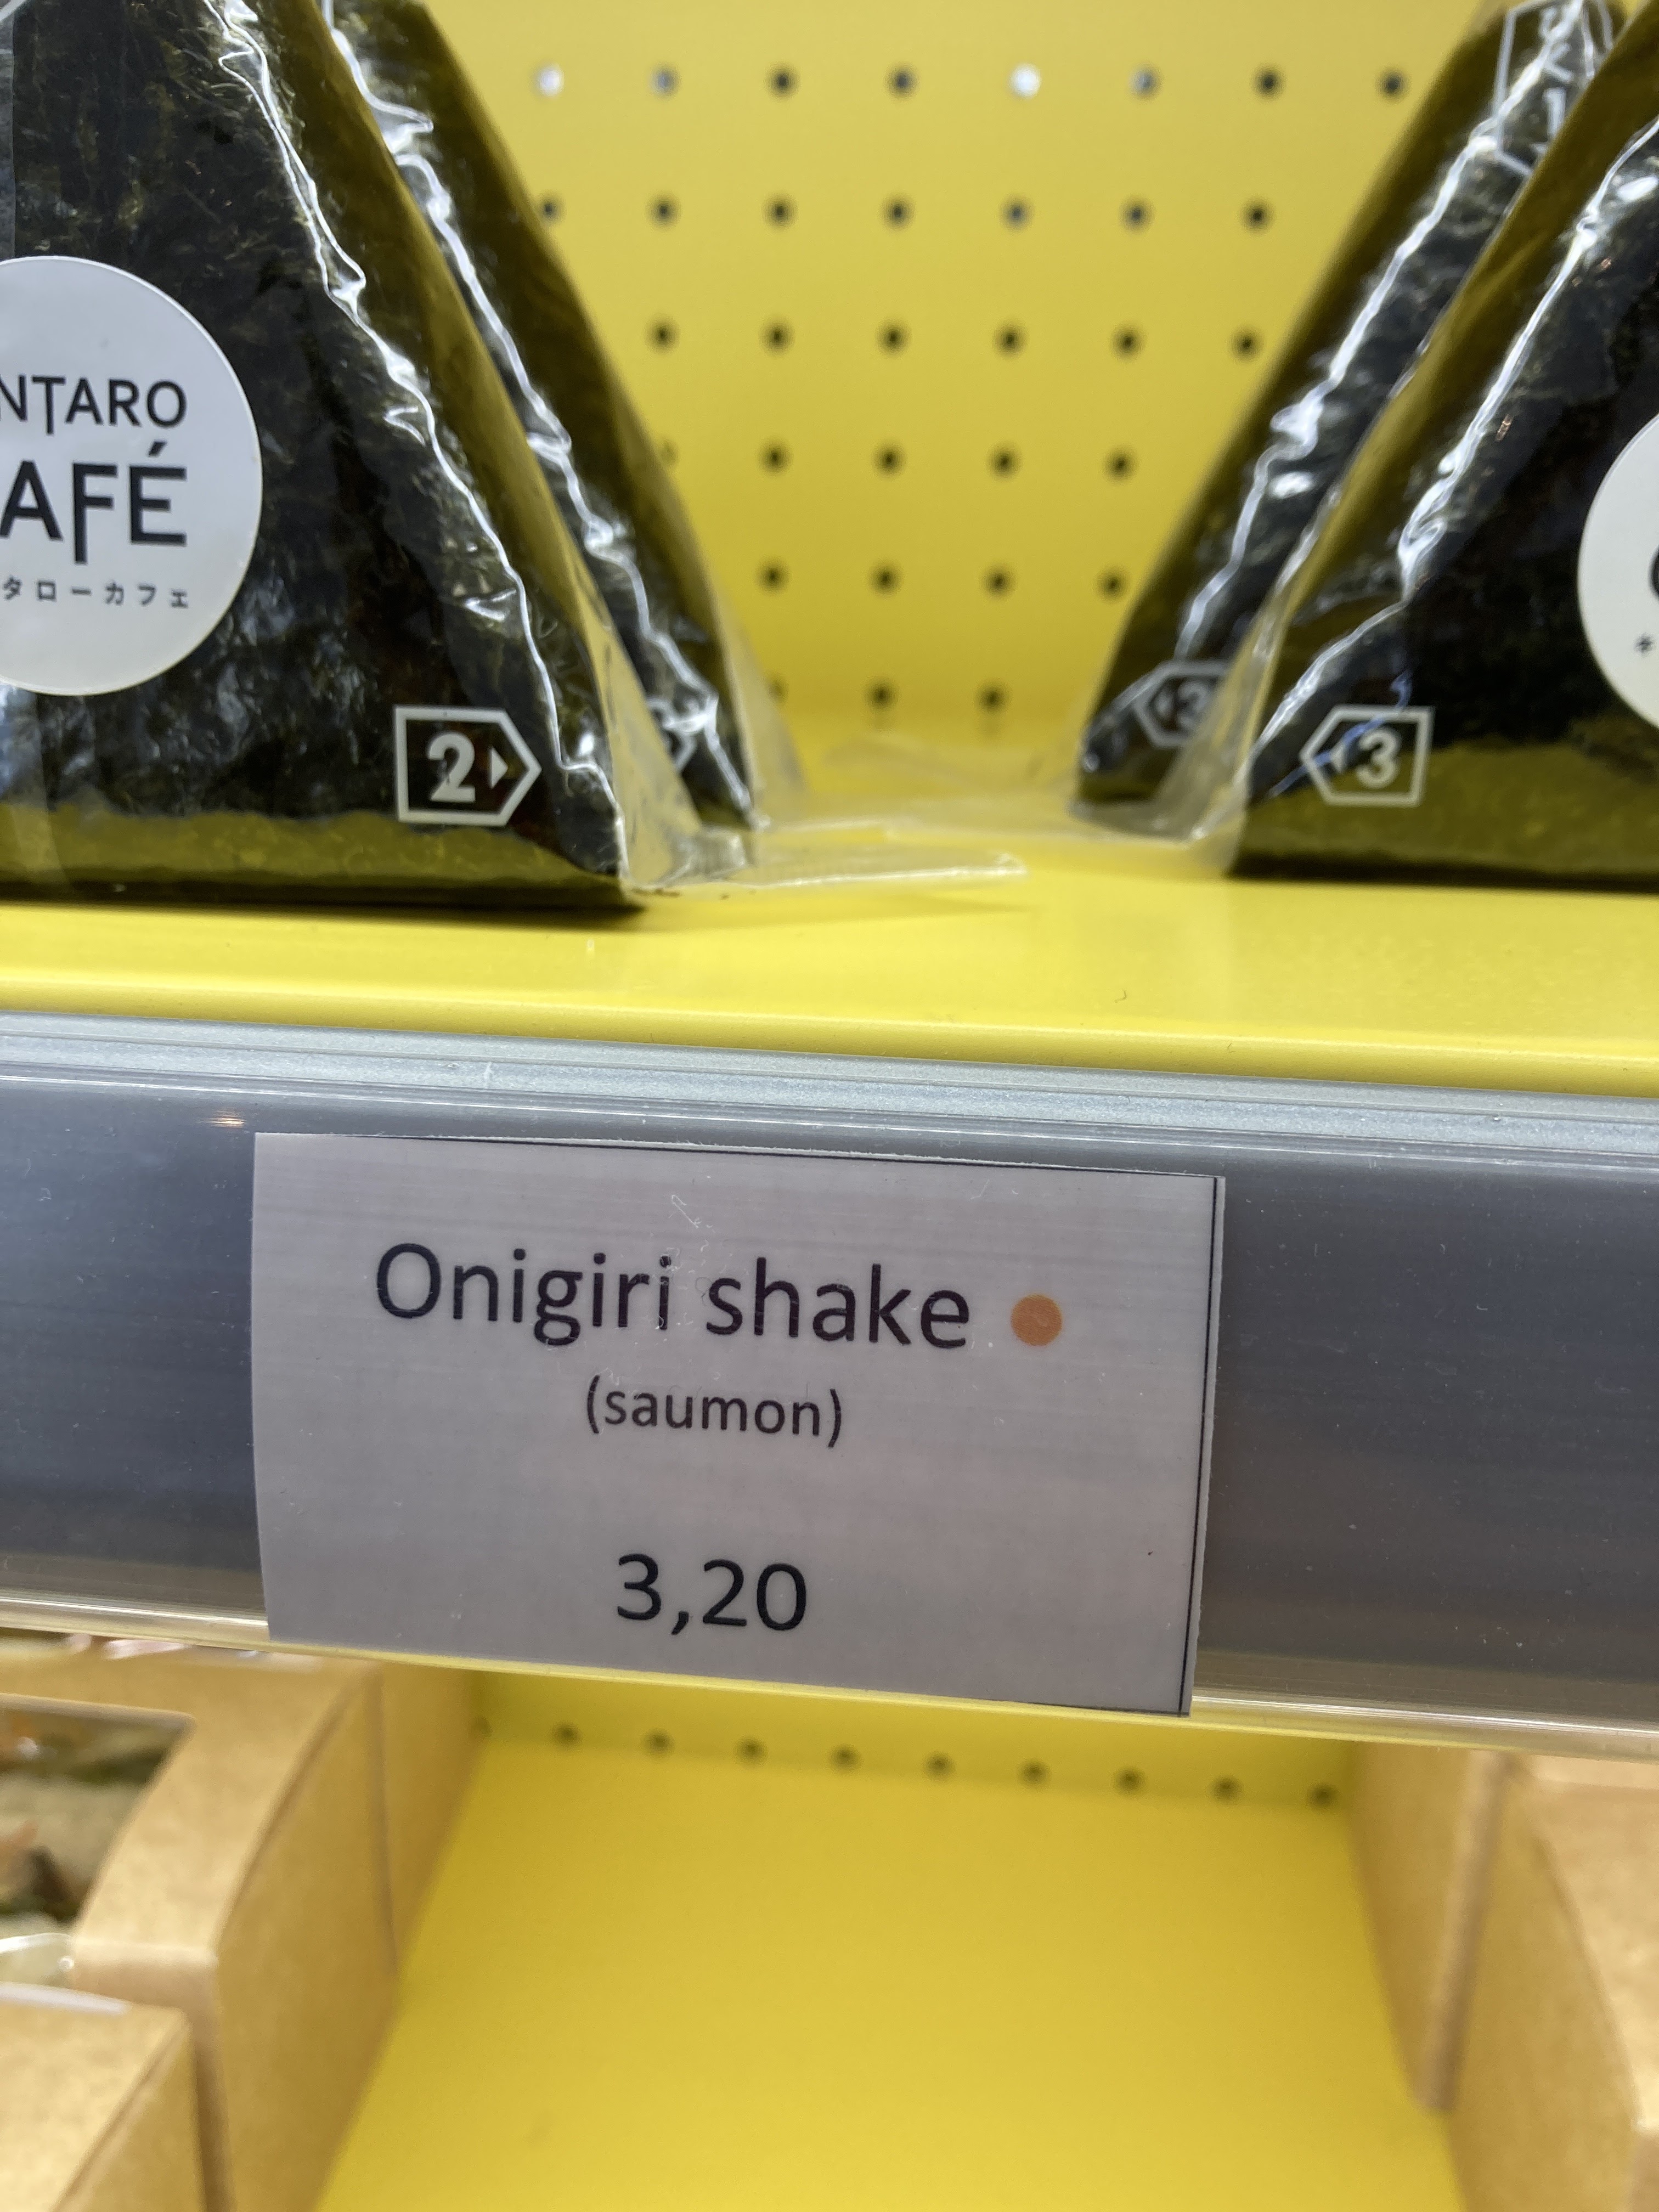 NTARO
AFÉ
タローカフェ
2
3
3
Onigiri shake
(saumon)
3,20